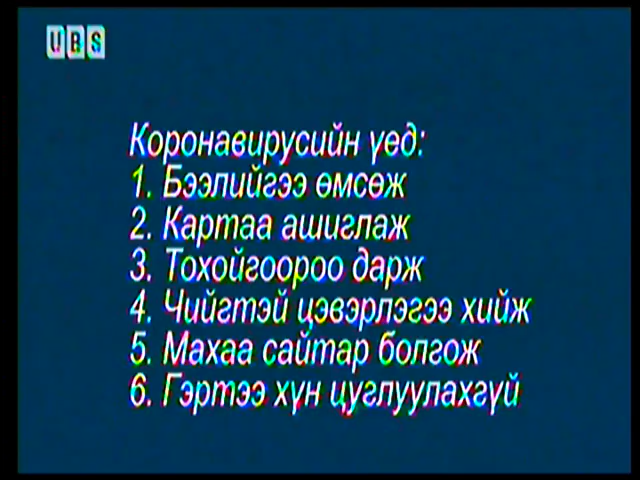 UBS
Коронавирусийн үөд:
1. Бээлийгээ өмсөж
2. Картаа ашиглаж
3. Тохойгоороо дарж
4. Чийгтэй цэвэрлэгээ хийж
5. Махаа сайтар болгож
6. Гэртээ хүн цуглуулахгүй